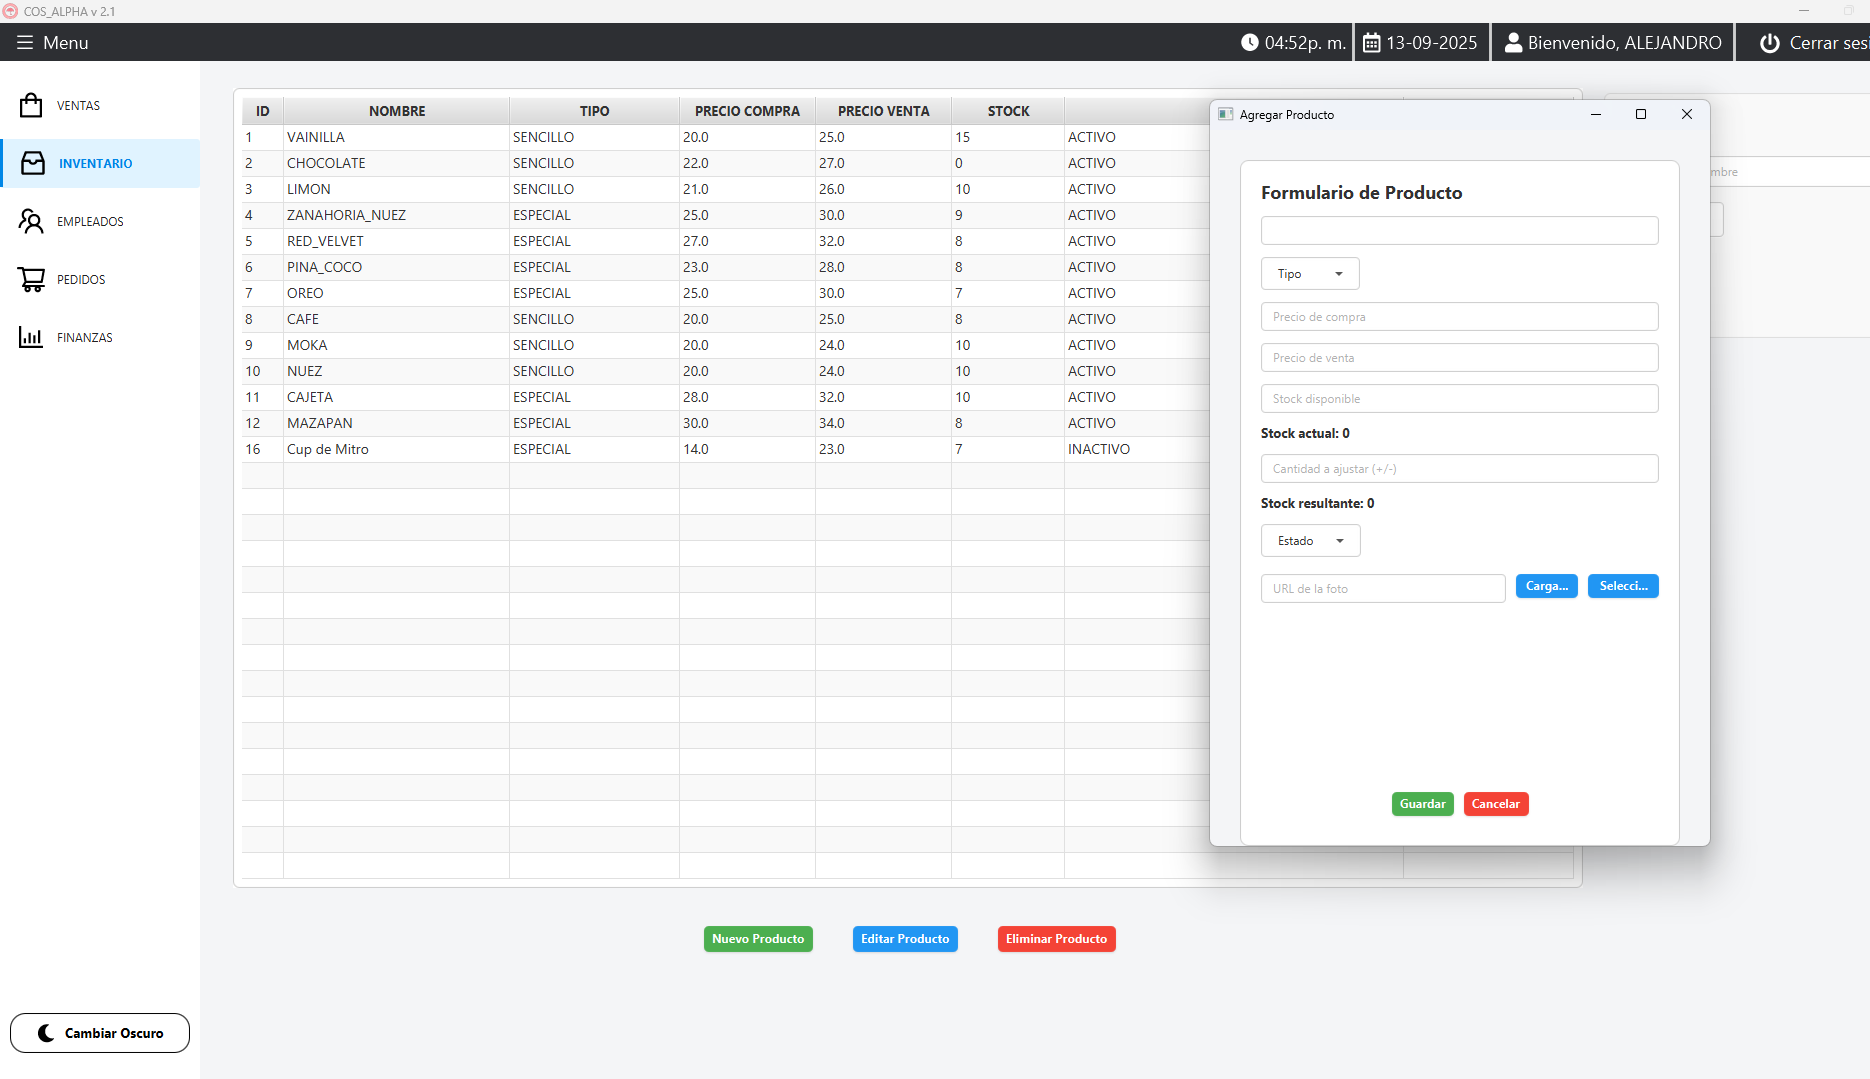 COS_ALPHA v 2.1
Menu
04:52p. m.
13-09-2025
Bienvenido, ALEJANDRO
Cerrar sesi
VENTAS
INVENTARIO
EMPLEADOS
PEDIDOS
FINANZAS
Cambiar Oscuro
ID NOMBRE TIPO PRECIO COMPRA PRECIO VENTA STOCK
1 VAINILLA SENCILLO 20.0 25.0 15 ACTIVO
2 CHOCOLATE SENCILLO 22.0 27.0 0 ACTIVO
3 LIMON SENCILLO 21.0 26.0 10 ACTIVO
4 ZANAHORIA_NUEZ ESPECIAL 25.0 30.0 9 ACTIVO
5 RED_VELVET ESPECIAL 27.0 32.0 8 ACTIVO
6 PINA_COCO ESPECIAL 23.0 28.0 8 ACTIVO
7 OREO ESPECIAL 25.0 30.0 7 ACTIVO
8 CAFE SENCILLO 20.0 25.0 8 ACTIVO
9 MOKA SENCILLO 20.0 24.0 10 ACTIVO
10 NUEZ SENCILLO 20.0 24.0 10 ACTIVO
11 CAJETA ESPECIAL 28.0 32.0 10 ACTIVO
12 MAZAPAN ESPECIAL 30.0 34.0 8 ACTIVO
16 Cup de Mitro ESPECIAL 14.0 23.0 7 INACTIVO
Nuevo Producto
Editar Producto
Eliminar Producto
Agregar Producto
Formulario de Producto
Tipo
Precio de compra
Precio de venta
Stock disponible
Stock actual: 0
Cantidad a ajustar (+/-)
Stock resultante: 0
Estado
URL de la foto
Carga...
Selecci...
Guardar
Cancelar
mbre